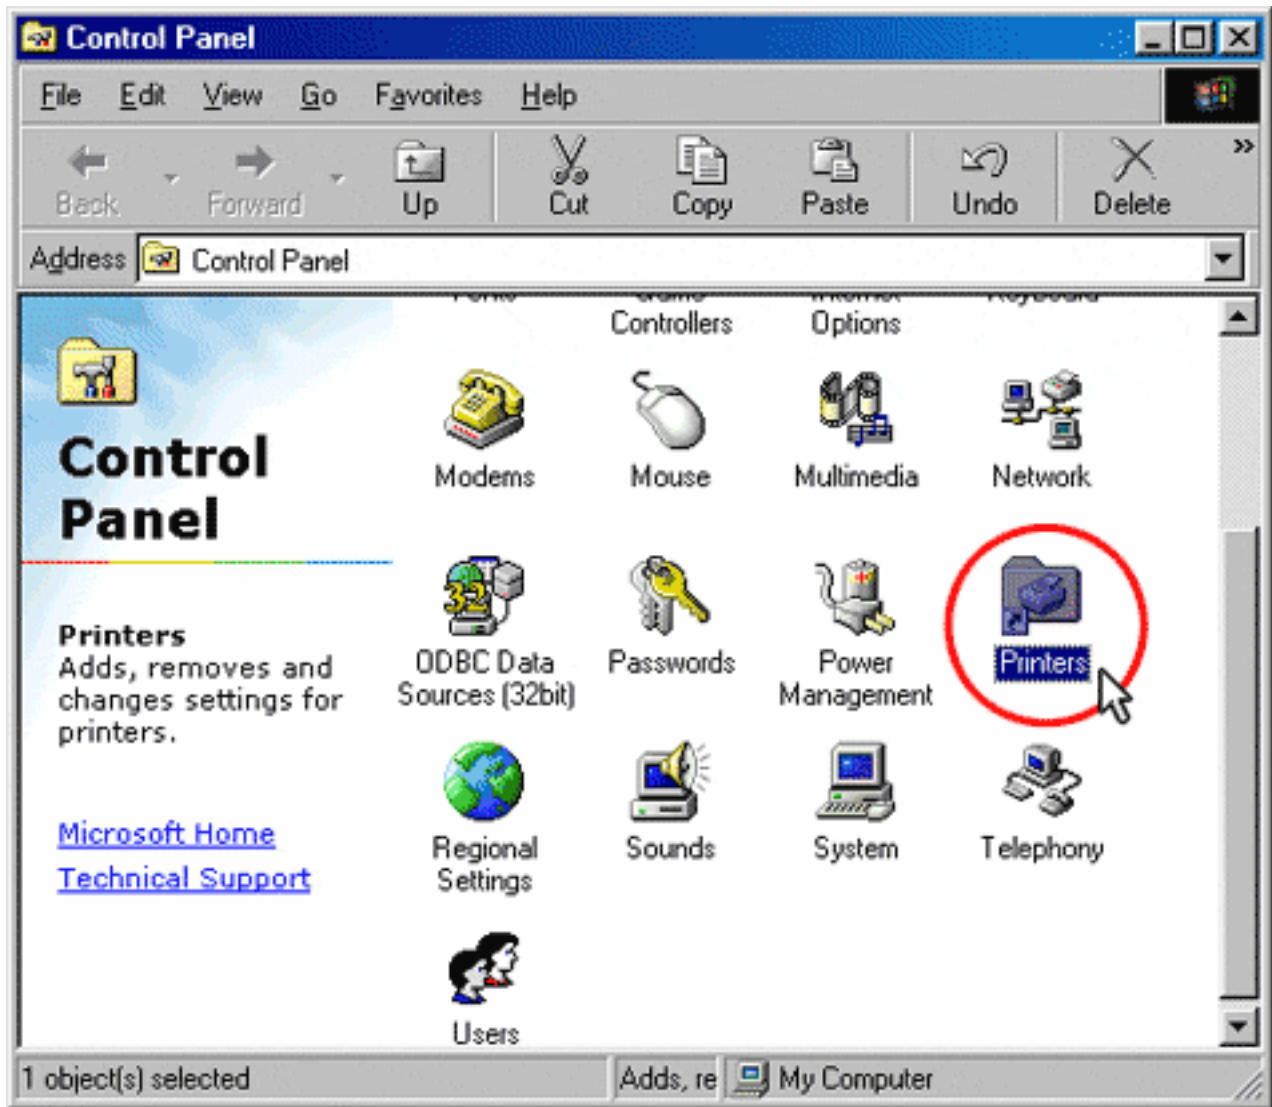 Control Panel
File Edit View Go Favorites Help
Back Forward Up Cut Copy Paste Undo Delete »
Address Control Panel
Controllers Options
Control
Panel
Modems Mouse Multimedia Network
Printers
Adds, removes and
changes settings for
printers.
32
ODBC Data Passwords Power Printers
Sources (32bit) Management
Microsoft Home
Technical Support
Regional Sounds System Telephony
Settings
Users
1 object(s) selected Adds, re My Computer